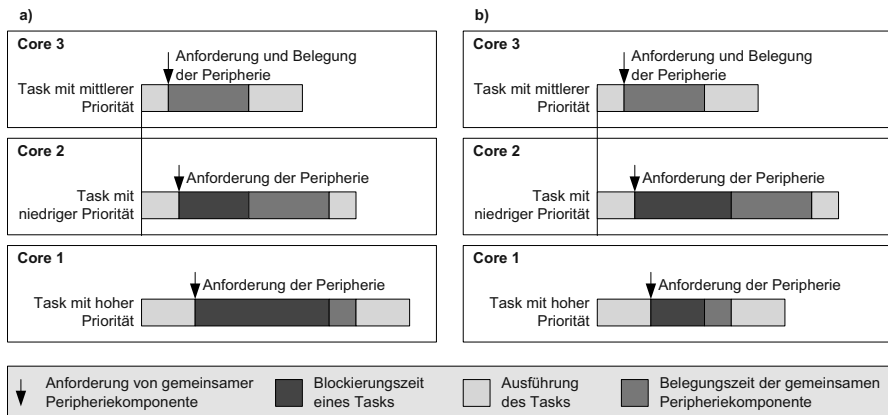 a)
Core 3
Anforderung und Belegung
der Peripherie
Task mit mittlerer
Priorität
Core 2
Anforderung der Peripherie
Task mit
niedriger Priorität
Core 1
Anforderung der Peripherie
Task mit hoher
Priorität
b)
Core 3
Anforderung und Belegung
der Peripherie
Task mit mittlerer
Priorität
Core 2
Anforderung der Peripherie
Task mit
niedriger Priorität
Core 1
Anforderung der Peripherie
Task mit hoher
Priorität
Anforderung von gemeinsamer
Peripheriekomponente
Blockierungszeit
eines Tasks
Ausführung
des Tasks
Belegungszeit der gemeinsamen
Peripheriekomponente